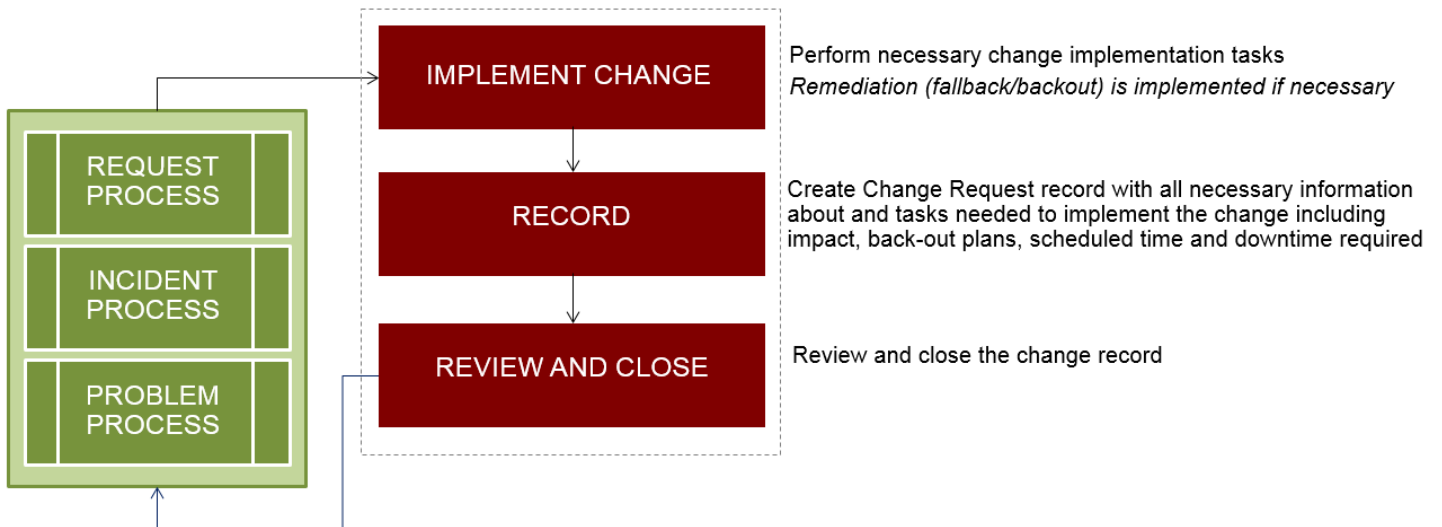 IMPLEMENT CHANGE
Perform necessary change implementation tasks
Remediation (fallback/backout) is implemented if necessary
REQUEST
PROCESS
RECORD
Create Change Request record with all necessary information
about and tasks needed to implement the change including
impact, back-out plans, scheduled time and downtime required
INCIDENT
PROCESS
REVIEW AND CLOSE
Review and close the change record
PROBLEM
PROCESS